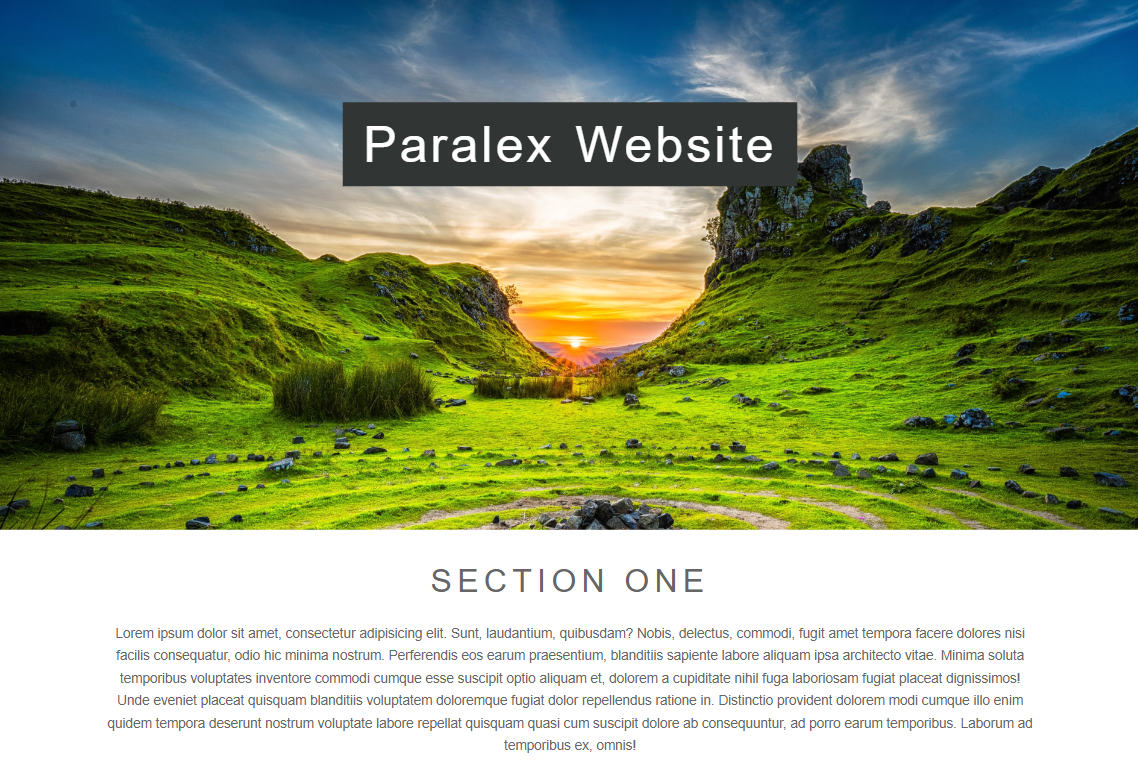 Paralex Website
SECTION ONE
Lorem ipsum dolor sit amet, consectetur adipisicing elit. Sunt, laudantium, quibusdam? Nobis, delectus, commodi, fugit amet tempora facere dolores nisi
facilis consequatur, odio hic minima nostrum. Perferendis eos earum praesentium, blanditiis sapiente labore aliquam ipsa architecto vitae. Minima soluta
temporibus voluptates inventore commodi cumque esse suscipit optio aliquam et, dolorem a cupiditate nihil fuga laboriosam fugiat placeat dignissimos!
Unde eveniet placeat quisquam blanditiis voluptatem doloremque fugiat dolor repellendus ratione in. Distinctio provident dolorem modi cumque illo enim
quidem tempora deserunt nostrum voluptate labore repellat quisquam quasi cum suscipit dolore ab consequuntur, ad porro earum temporibus. Laborum ad
temporibus ex, omnis!